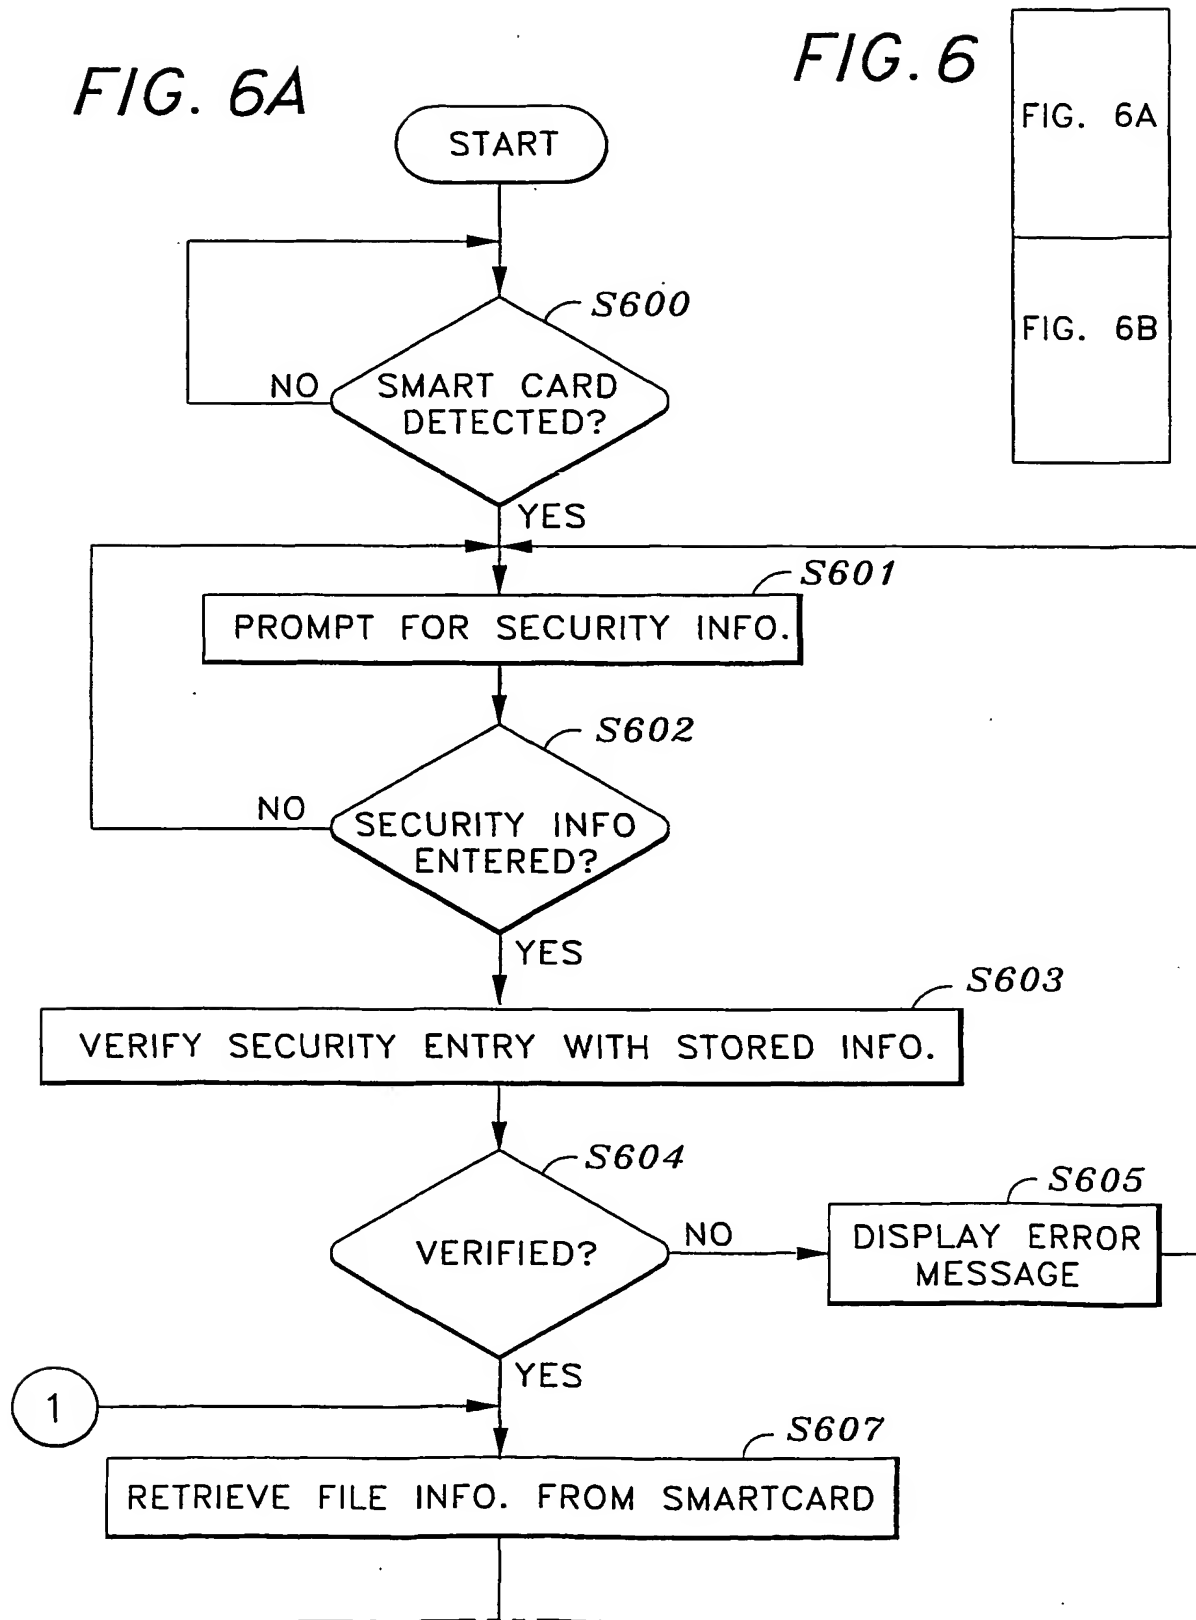 FIG. 6A
FIG. 6
FIG. 6A
FIG. 6B
START
S600
SMART CARD
DETECTED?
NO
YES
S601
PROMPT FOR SECURITY INFO.
S602
SECURITY INFO
ENTERED?
NO
YES
S603
VERIFY SECURITY ENTRY WITH STORED INFO.
S604
VERIFIED?
NO
S605
DISPLAY ERROR
MESSAGE
YES
1
S607
RETRIEVE FILE INFO. FROM SMARTCARD